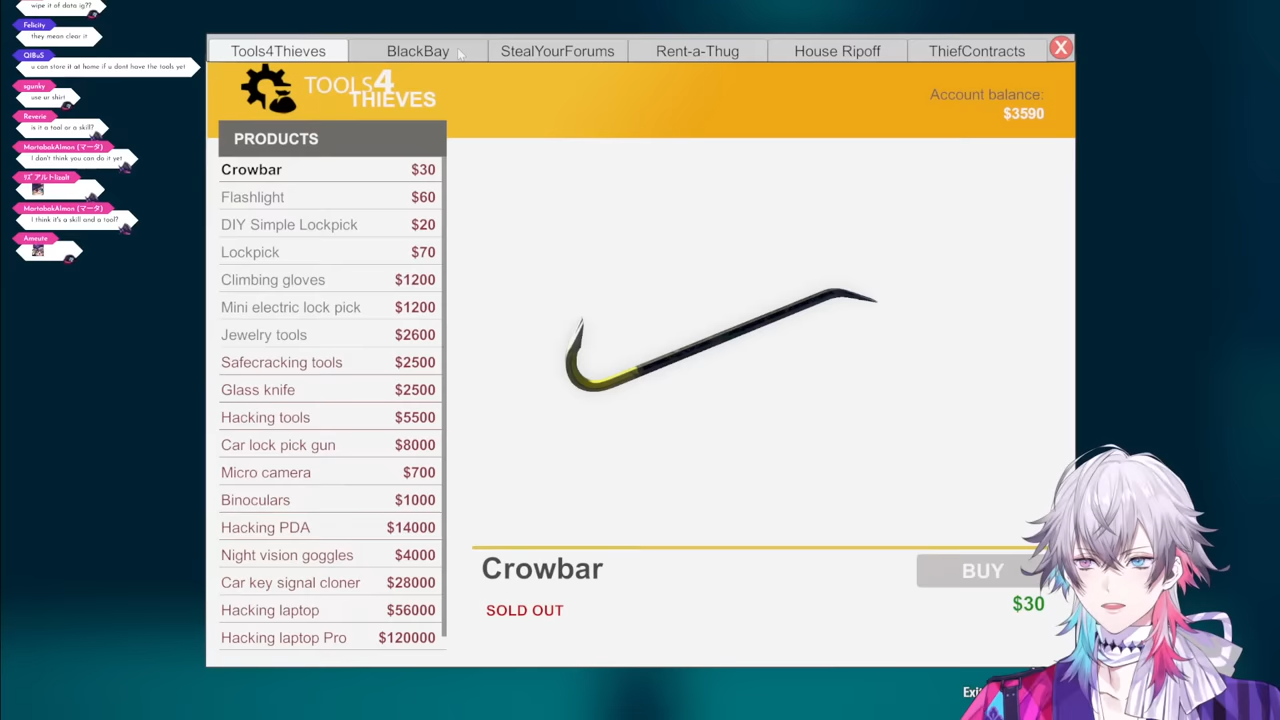 wipe it of data ig??
Felicity
they mean clear it
QIBuS
u can store it at home if u dont have the tools yet
sgunky
use ur shirt
Reverie
is it a tool or a skill?
MartabakAlmon (マータ)
I don't think you can do it yet
MartabakAlmon (マータ)
I think it's a skill and a tool?
Ameute
Tools4Thieves
BlackBay
StealYourForums
Rent-a-Thug
House Ripoff
ThiefContracts
X
TOOLS 4
THIEVES
Account balance:
$3590
PRODUCTS
Crowbar $30
Flashlight $60
DIY Simple Lockpick $20
Lockpick $70
Climbing gloves $1200
Mini electric lock pick $1200
Jewelry tools $2600
Safecracking tools $2500
Glass knife $2500
Hacking tools $5500
Car lock pick gun $8000
Micro camera $700
Binoculars $1000
Hacking PDA $14000
Night vision goggles $4000
Car key signal cloner $28000
Hacking laptop $56000
Hacking laptop Pro $120000
Crowbar
BUY
SOLD OUT
$30